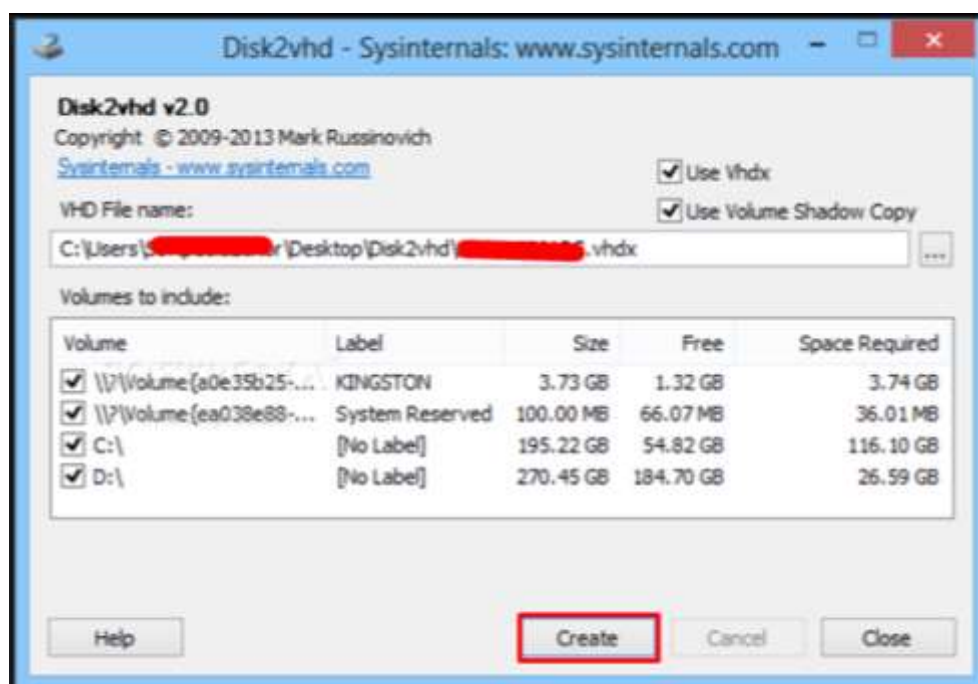 Disk2vhd - Sysinternals: www.sysinternals.com
Disk2vhd v2.0
Copyright © 2009-2013 Mark Russinovich
Sysinternals - www.sysinternals.com
Use Vhdx
VHD File name:
Use Volume Shadow Copy
C:\Users\ \Desktop\Disk2vhd\ .vhdx
...
Volumes to include:
Volume Label Size Free Space Required
\\?\Volume{a0e35b25-... KINGSTON 3.73 GB 1.32 GB 3.74 GB
\\?\Volume{ea038e88-... System Reserved 100.00 MB 66.07 MB 36.01 MB
C:\ [No Label] 195.22 GB 54.82 GB 116.10 GB
D:\ [No Label] 270.45 GB 184.70 GB 26.59 GB
Help Create Cancel Close